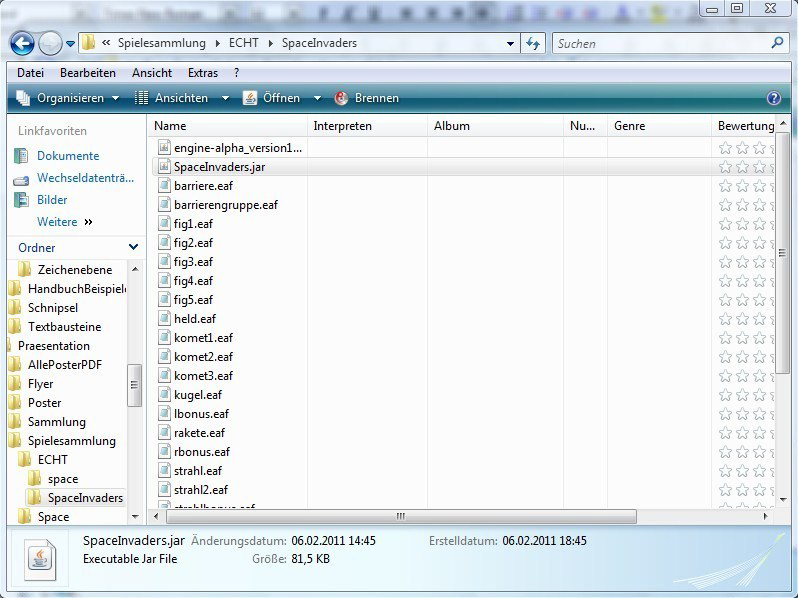 « Spielesammlung ECHT SpaceInvaders Suchen
Datei Bearbeiten Ansicht Extras ?
Organisieren Ansichten Öffnen Brennen
Linkfavoriten
Dokumente
Wechseldatenträ...
Bilder
Weitere »
Ordner
Zeichenebene
HandbuchBeispiele
Schnipsel
Textbausteine
Praesentation
AllePosterPDF
Flyer
Poster
Sammlung
Spielesammlung
ECHT
space
SpaceInvaders
Space
Name Interpreten Album Nu... Genre Bewertung
engine-alpha_version1...
SpaceInvaders.jar
barriere.eaf
barrierengruppe.eaf
fig1.eaf
fig2.eaf
fig3.eaf
fig4.eaf
fig5.eaf
held.eaf
komet1.eaf
komet2.eaf
komet3.eaf
kugel.eaf
lbonus.eaf
rakete.eaf
rbonus.eaf
strahl.eaf
strahl2.eaf
strahlbonus.eaf
SpaceInvaders.jar Änderungsdatum: 06.02.2011 14:45 Erstelldatum: 06.02.2011 18:45
Executable Jar File Größe: 81,5 KB